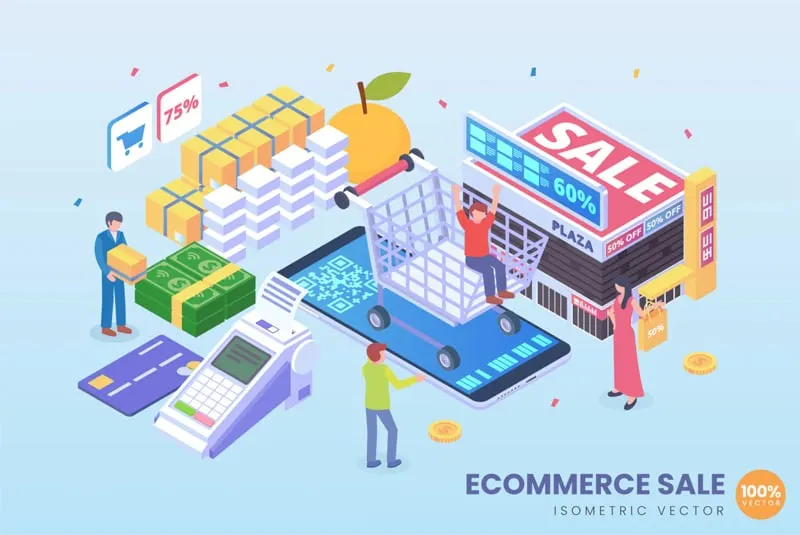 75%
SALE
60%
PLAZA
50% OFF
50% OFF
50%
ECOMMERCE SALE
ISOMETRIC VECTOR
100%
VECTOR